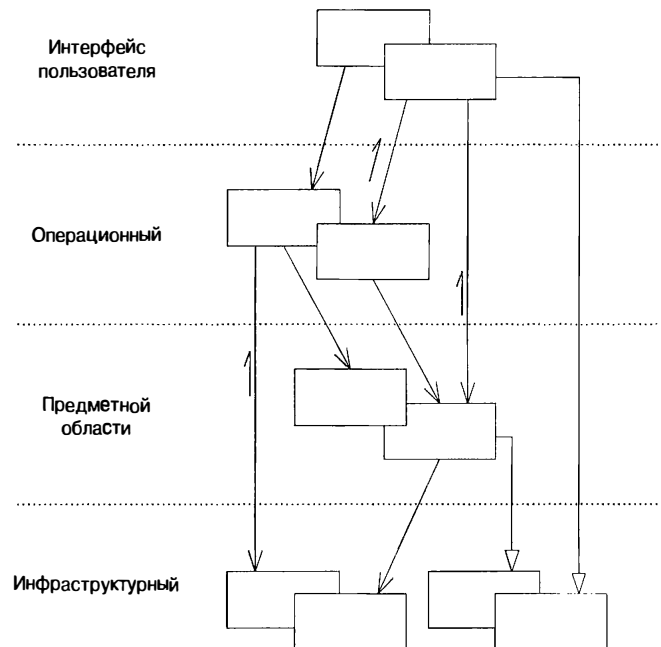 Интерфейс
пользователя
Операционный
Предметной
области
Инфраструктурный